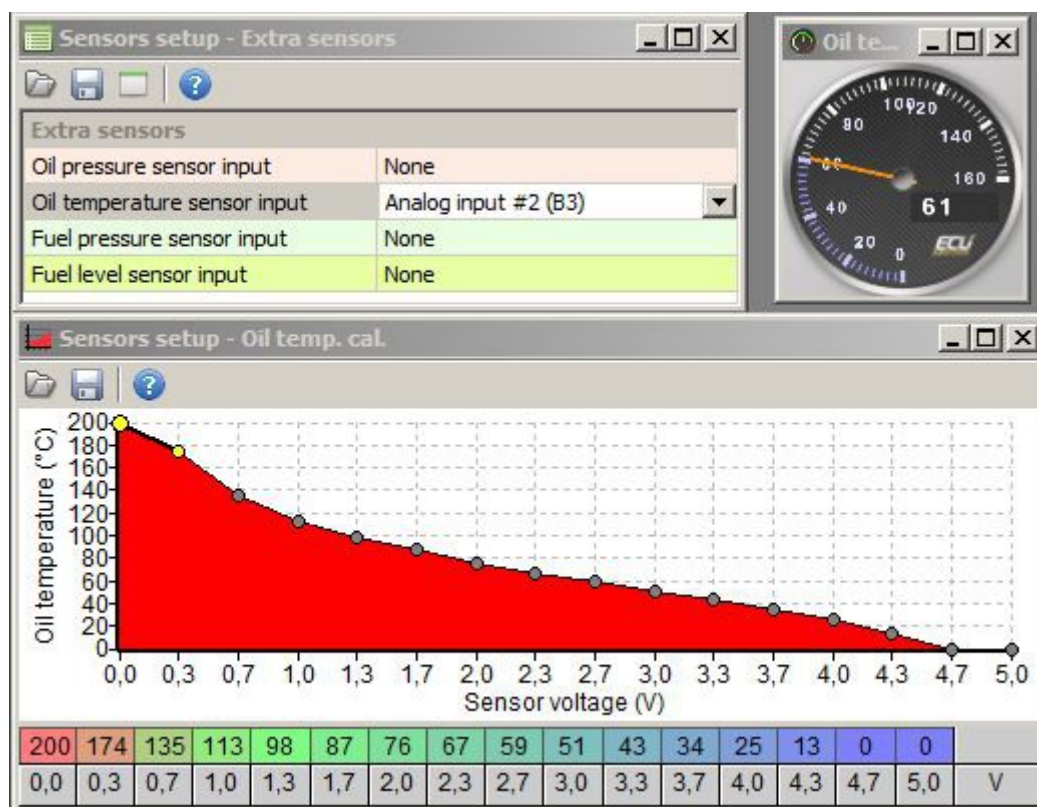 Sensors setup - Extra sensors
Extra sensors
Oil pressure sensor input None
Oil temperature sensor input Analog input #2 (B3)
Fuel pressure sensor input None
Fuel level sensor input None
Oil te...
0
20
40
60
80
100
120
140
160
61
ECU
Sensors setup - Oil temp. cal.
Oil temperature (°C)
200
180
160
140
120
100
80
60
40
20
0
0,0 0,3 0,7 1,0 1,3 1,7 2,0 2,3 2,7 3,0 3,3 3,7 4,0 4,3 4,7 5,0
Sensor voltage (V)
200 174 135 113 98 87 76 67 59 51 43 34 25 13 0 0
0,0 0,3 0,7 1,0 1,3 1,7 2,0 2,3 2,7 3,0 3,3 3,7 4,0 4,3 4,7 5,0 V